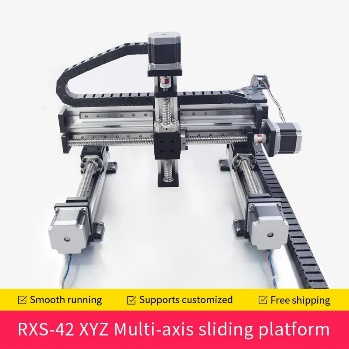 Smooth running Supports customized Free shipping
RXS-42 XYZ Multi-axis sliding platform